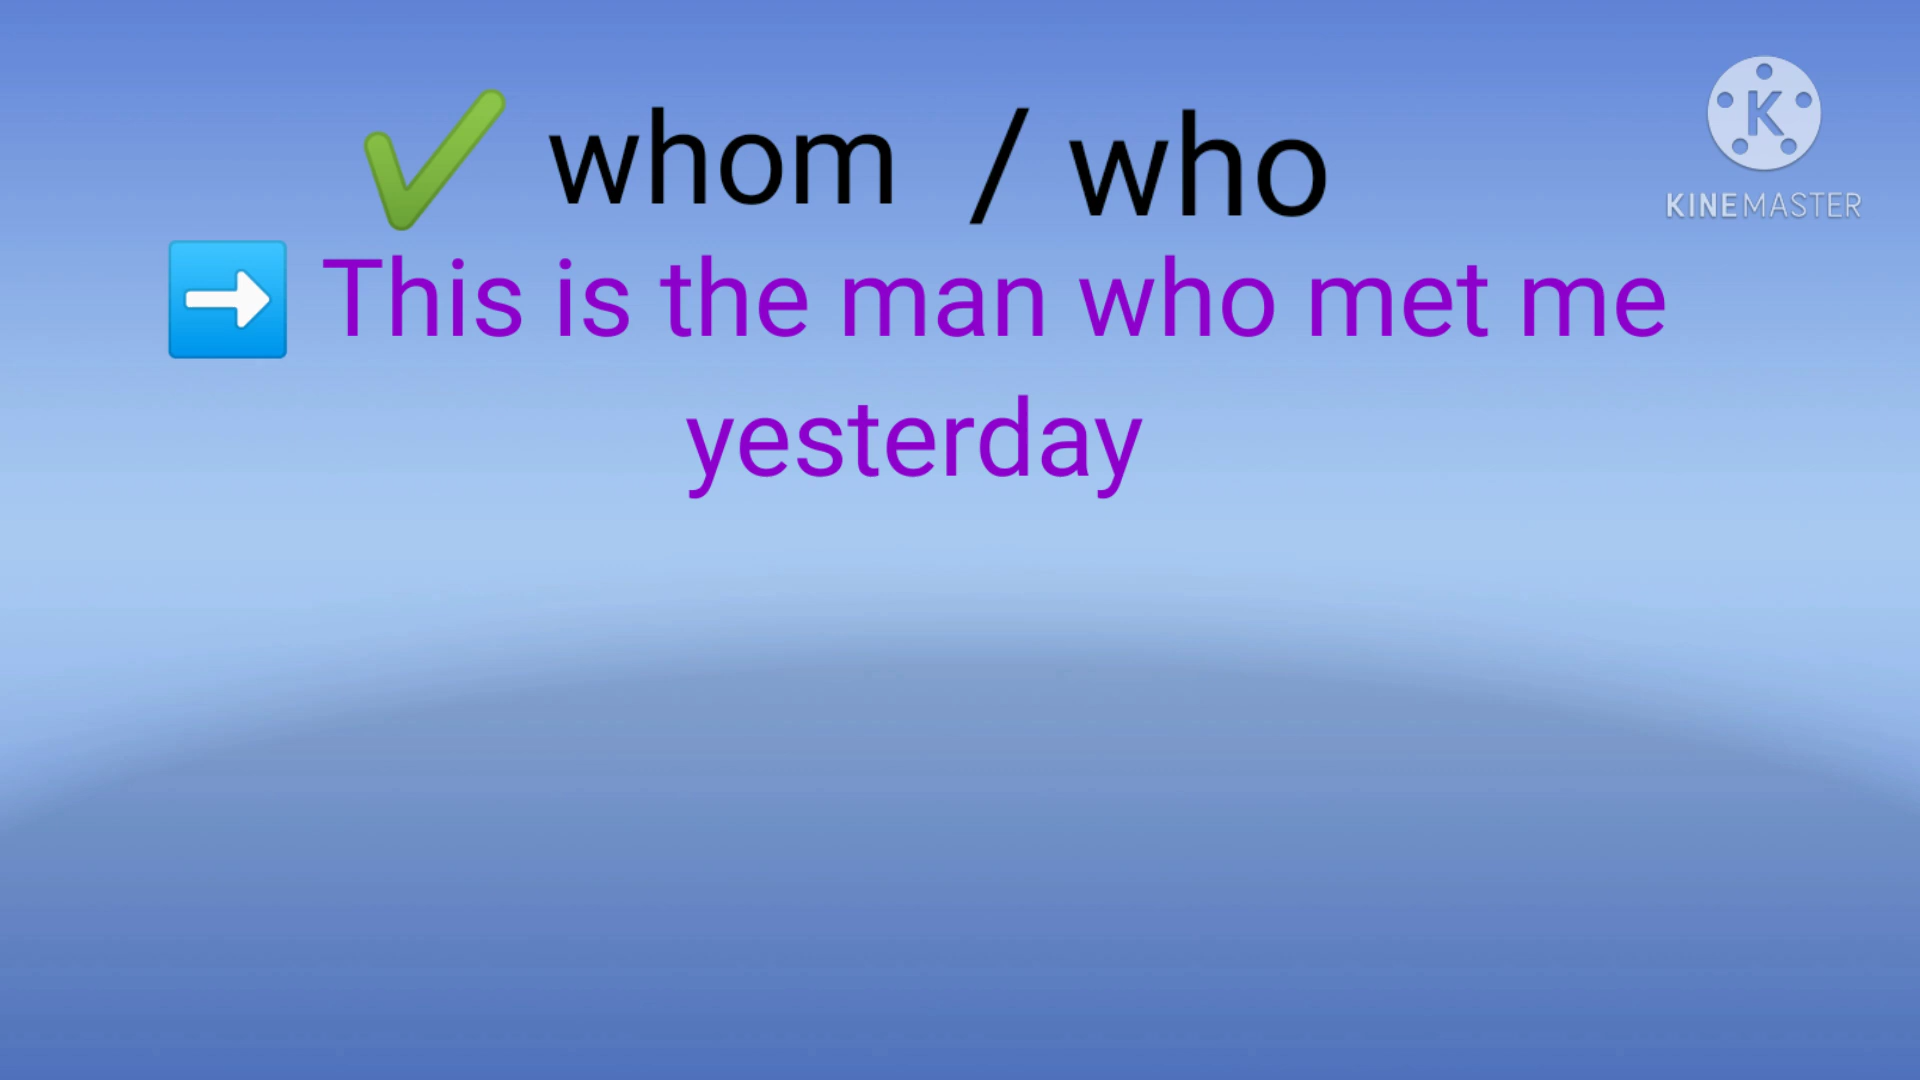 ✔ whom / who
K
KINEMASTER
➡ This is the man who met me
yesterday